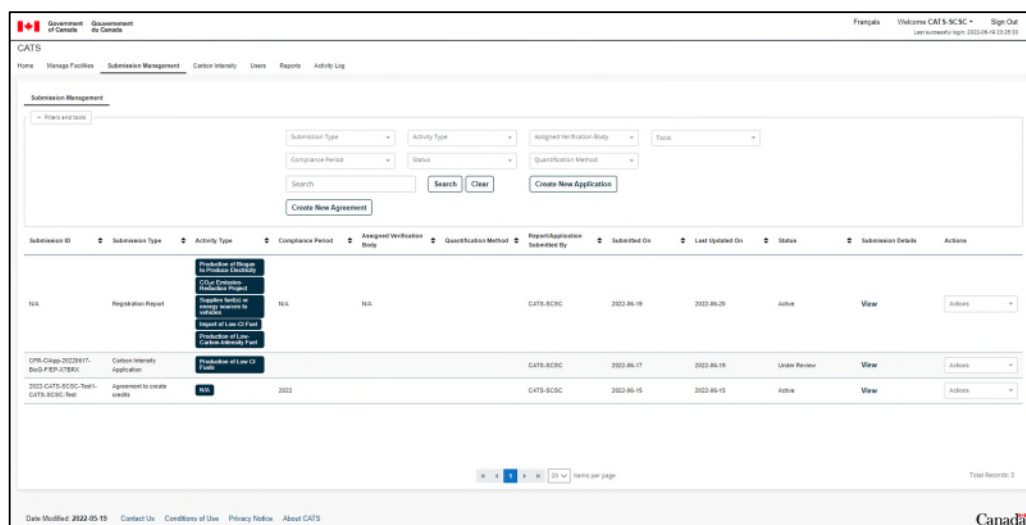 Government of Canada Gouvernement du Canada
Français Welcome CATS-SCSC Sign Out
Last successful login: 2022-06-19 23:25:33
CATS
Home Manage Facilities Submission Management Carbon Intensity Users Reports Activity Log
Submission Management
Filters and tools
Submission Type Activity Type Assigned Verification Body Topic
Compliance Period Status Quantification Method
Search Search Clear Create New Application
Create New Agreement
Submission ID Submission Type Activity Type Compliance Period Assigned Verification Body Quantification Method Report/Application Submitted By Submitted On Last Updated On Status Submission Details Actions
Production of Biogas to Produce Electricity
CO₂e Emission-Reduction Project
N/A Registration Report Supplies fuel(s) or energy sources to vehicles N/A N/A CATS-SCSC 2022-06-19 2022-06-20 Active View Actions
Import of Low-CI Fuel
Production of Low-Carbon-Intensity Fuel
CFR-CIApp-20220617-BioG-F/EP-X7BRX Carbon Intensity Application Production of Low CI Fuels CATS-SCSC 2022-06-17 2022-06-19 Under Review View Actions
2022-CATS-SCSC-Test1-CATS-SCSC-Test Agreement to create credits N/A 2022 CATS-SCSC 2022-06-15 2022-06-15 Active View Actions
1 20 Items per page Total Records: 3
Date Modified: 2022-05-19 Contact Us Conditions of Use Privacy Notice About CATS Canada